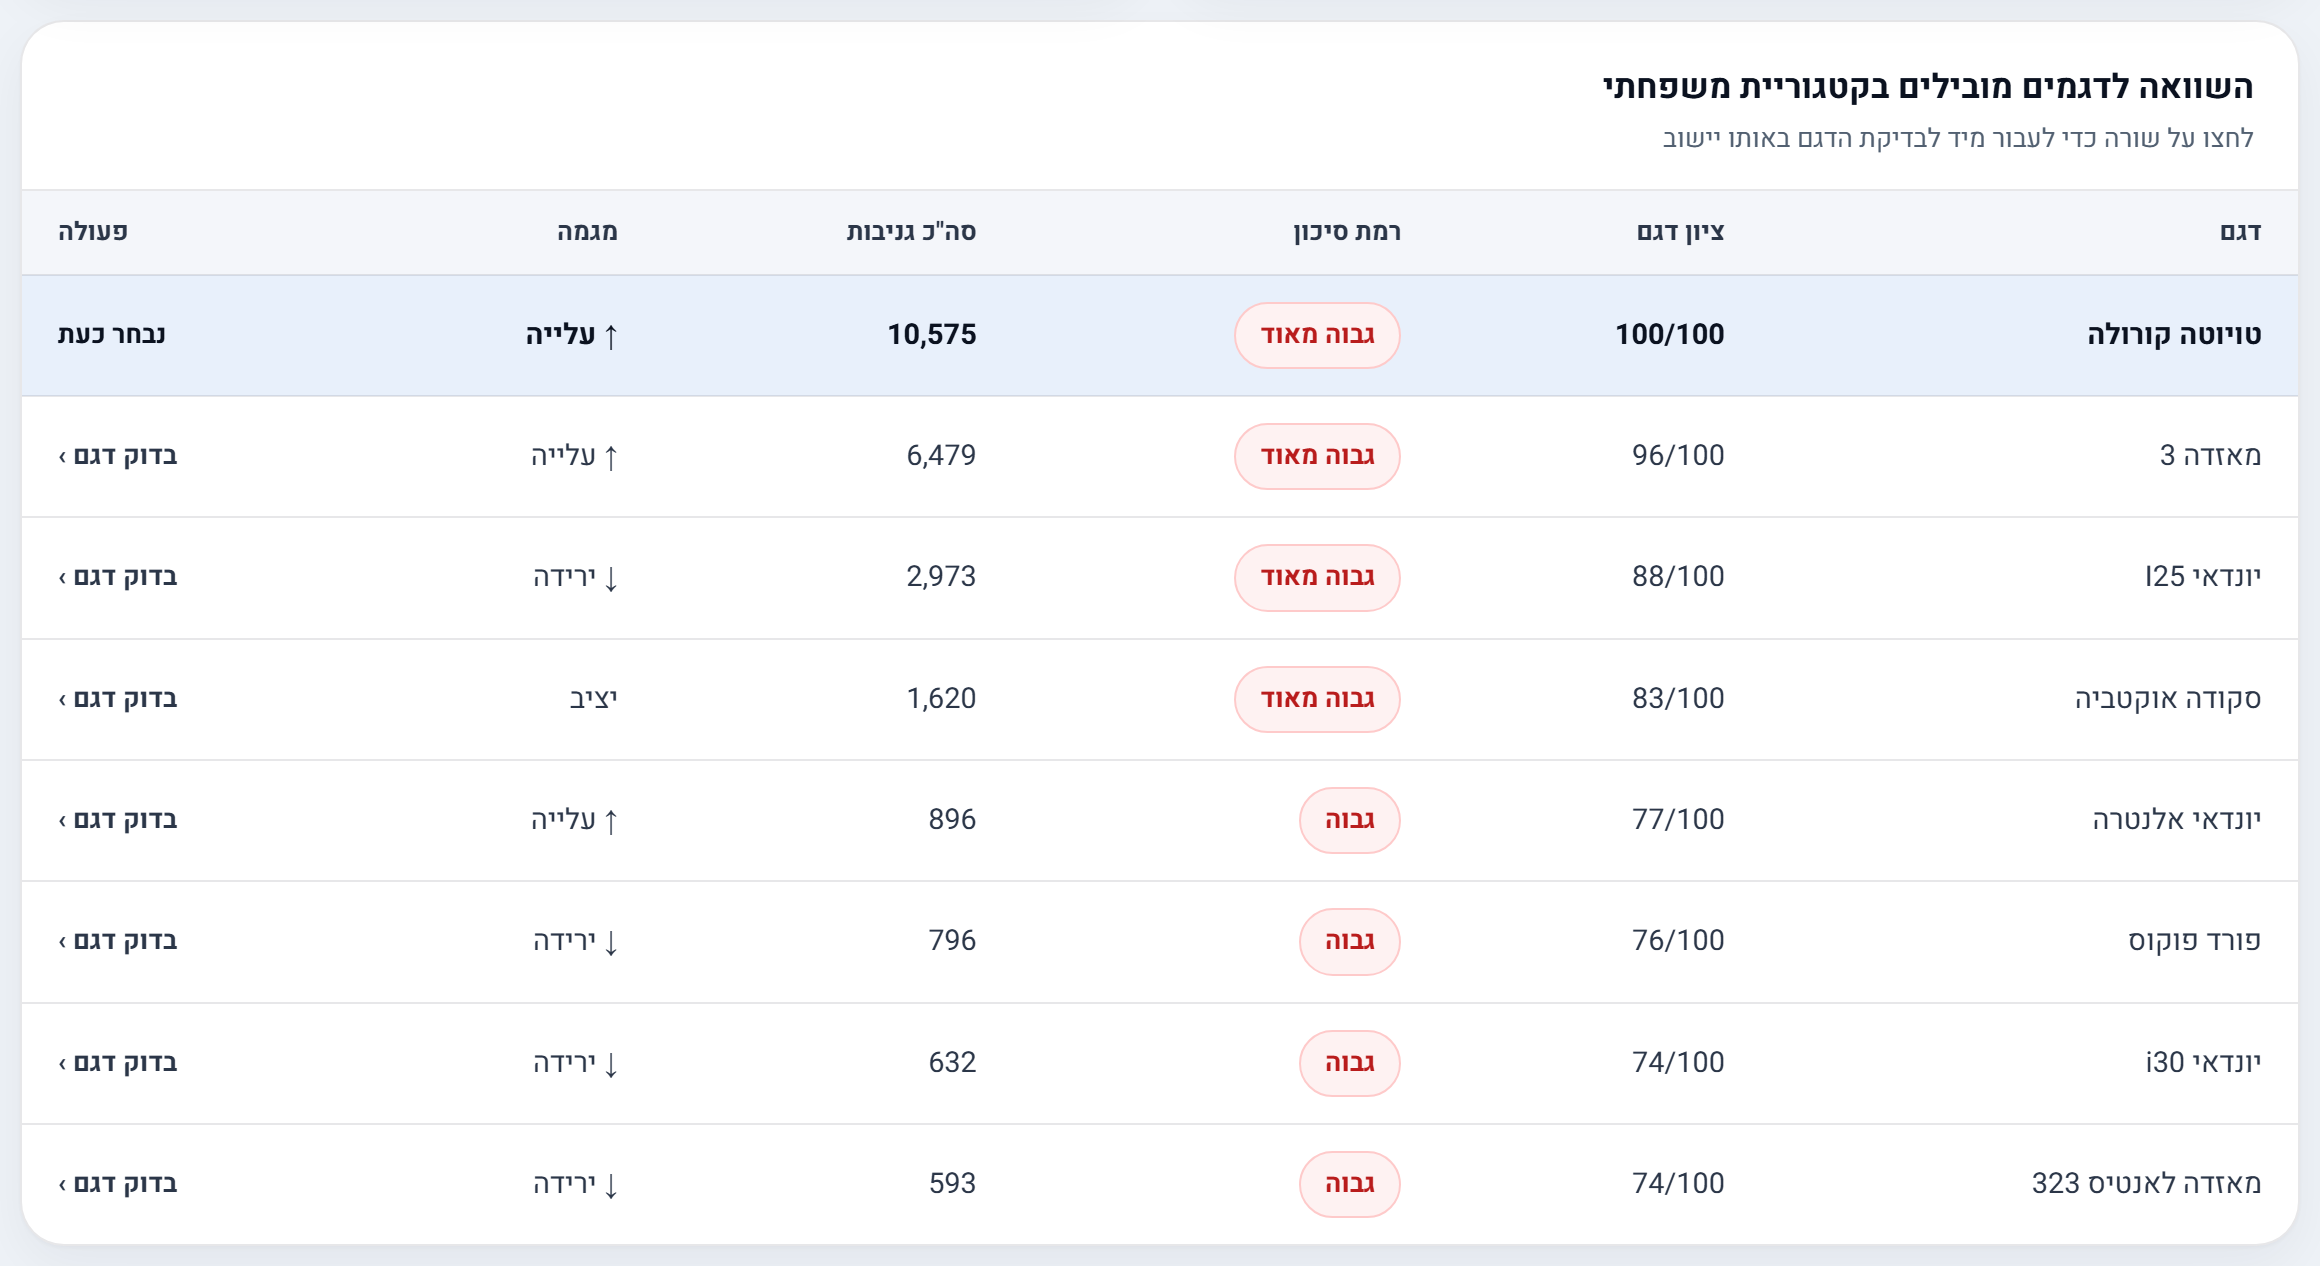 השוואה לדגמים מובילים בקטגוריית משפחתי
לחצו על שורה כדי לעבור מיד לבדיקת הדגם באותו יישוב
דגם ציון דגם רמת סיכון סה"כ גניבות מגמה פעולה
טויוטה קורולה 100/100 גבוה מאוד 10,575 ↑ עלייה נבחר כעת
מאזדה 3 96/100 גבוה מאוד 6,479 ↑ עלייה בדוק דגם ›
יונדאי I25 88/100 גבוה מאוד 2,973 ↓ ירידה בדוק דגם ›
סקודה אוקטביה 83/100 גבוה מאוד 1,620 יציב בדוק דגם ›
יונדאי אלנטרה 77/100 גבוה 896 ↑ עלייה בדוק דגם ›
פורד פוקוס 76/100 גבוה 796 ↓ ירידה בדוק דגם ›
יונדאי i30 74/100 גבוה 632 ↓ ירידה בדוק דגם ›
מאזדה לאנטיס 323 74/100 גבוה 593 ↓ ירידה בדוק דגם ›